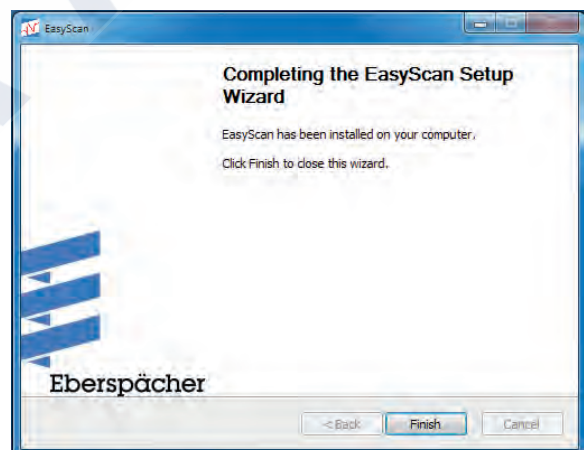 EasyScan
Completing the EasyScan Setup
Wizard
EasyScan has been installed on your computer.
Click Finish to close this wizard.
Eberspächer
< Back Finish Cancel